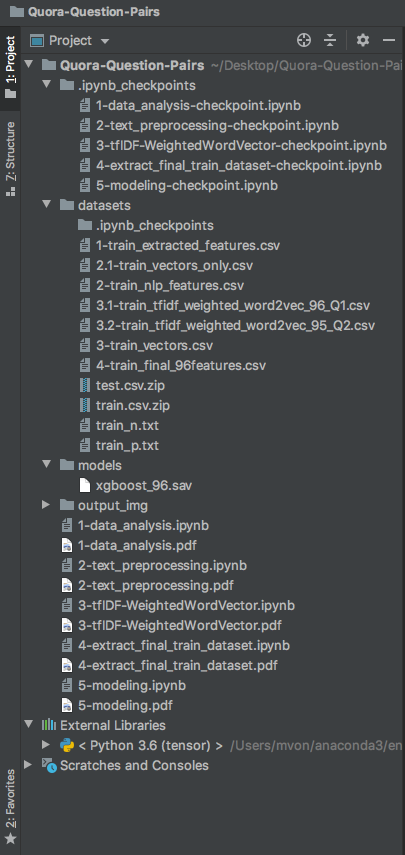 Quora-Question-Pairs
1: Project
Project
Quora-Question-Pairs ~/Desktop/Quora-Question-Pai
.ipynb_checkpoints
1-data_analysis-checkpoint.ipynb
2-text_preprocessing-checkpoint.ipynb
3-tfIDF-WeightedWordVector-checkpoint.ipynb
4-extract_final_train_dataset-checkpoint.ipynb
5-modeling-checkpoint.ipynb
7: Structure
datasets
.ipynb_checkpoints
1-train_extracted_features.csv
2.1-train_vectors_only.csv
2-train_nlp_features.csv
3.1-train_tfidf_weighted_word2vec_96_Q1.csv
3.2-train_tfidf_weighted_word2vec_95_Q2.csv
3-train_vectors.csv
4-train_final_96features.csv
test.csv.zip
train.csv.zip
train_n.txt
train_p.txt
models
xgboost_96.sav
output_img
1-data_analysis.ipynb
1-data_analysis.pdf
2-text_preprocessing.ipynb
2-text_preprocessing.pdf
3-tfIDF-WeightedWordVector.ipynb
3-tfIDF-WeightedWordVector.pdf
4-extract_final_train_dataset.ipynb
4-extract_final_train_dataset.pdf
5-modeling.ipynb
5-modeling.pdf
External Libraries
< Python 3.6 (tensor) > /Users/mvon/anaconda3/en
Scratches and Consoles
2: Favorites